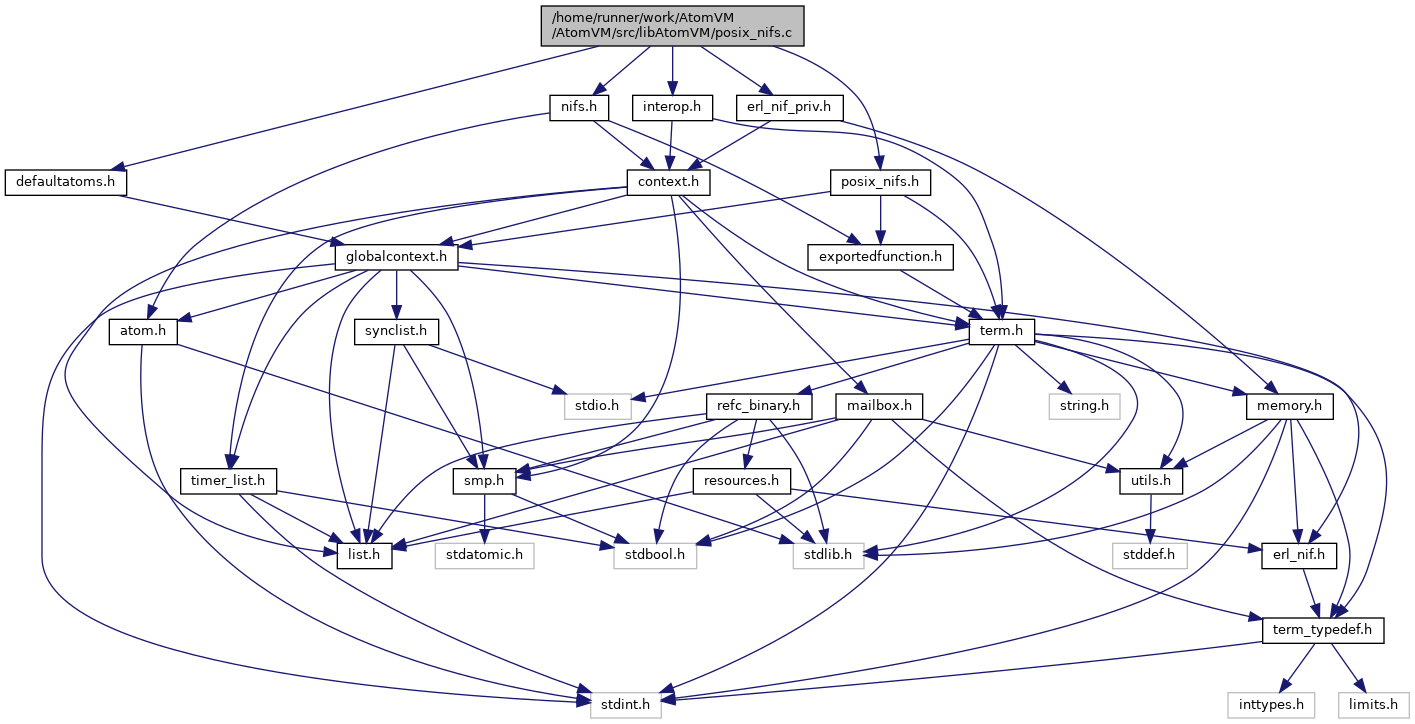 /home/runner/work/AtomVM
/AtomVM/src/libAtomVM/posix_nifs.c
nifs.h
interop.h
erl_nif_priv.h
defaultatoms.h
context.h
posix_nifs.h
globalcontext.h
exportedfunction.h
atom.h
synclist.h
term.h
stdio.h
refc_binary.h
mailbox.h
string.h
memory.h
timer_list.h
smp.h
resources.h
utils.h
list.h
stdatomic.h
stdbool.h
stdlib.h
stddef.h
erl_nif.h
term_typedef.h
stdint.h
inttypes.h
limits.h